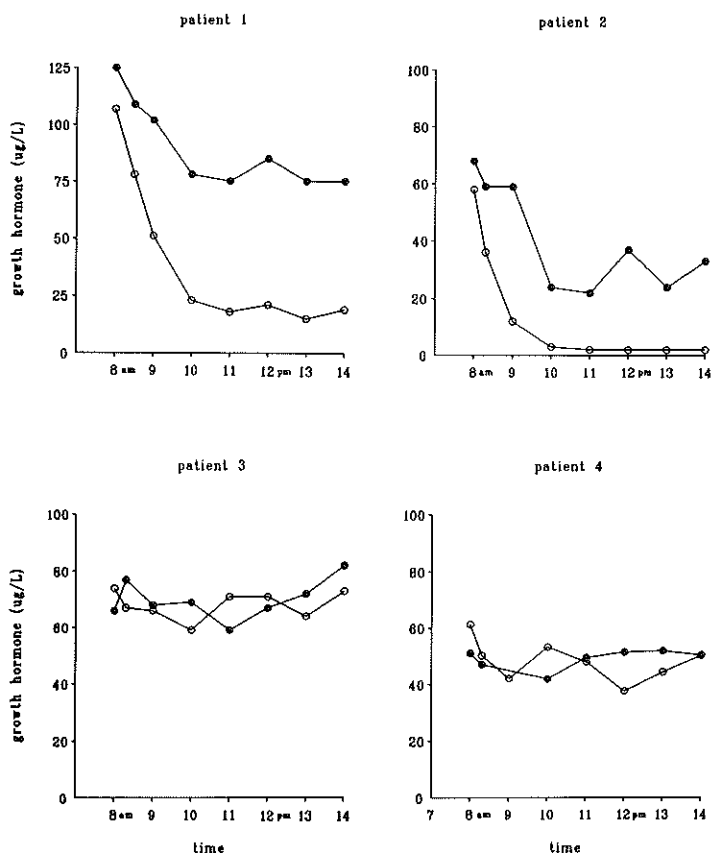 patient 1
growth hormone (ug/L)
125
100
75
50
25
0
8 am 9 10 11 12 pm 13 14
patient 2
100
80
60
40
20
0
8 am 9 10 11 12 pm 13 14
patient 3
growth hormone (ug/L)
100
80
60
40
20
0
8 am 9 10 11 12 pm 13 14
time
patient 4
100
80
60
40
20
0
7 8 am 9 10 11 12 pm 13 14
time